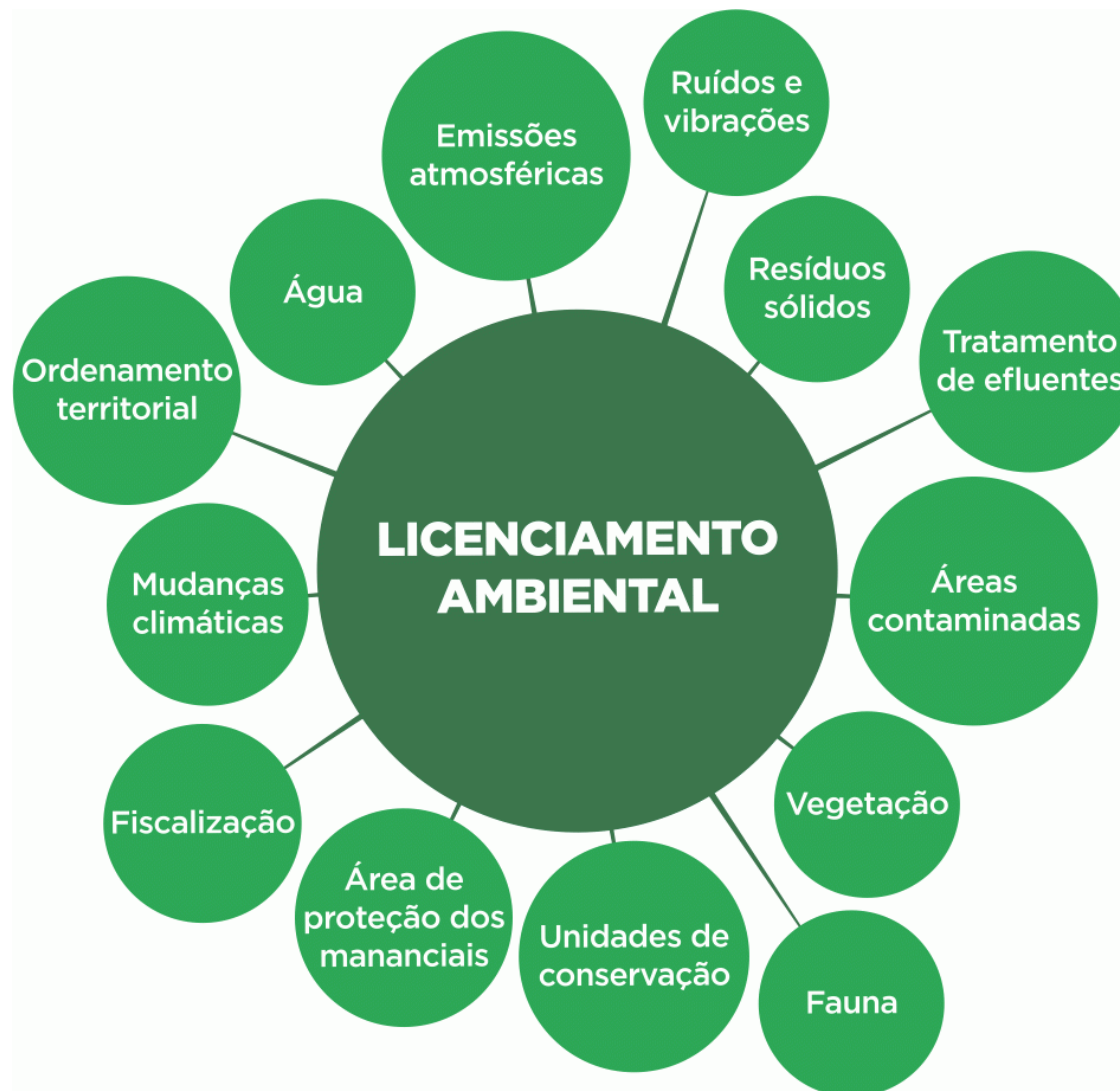 Ruídos e
vibrações
Emissões
atmosféricas
Resíduos
sólidos
Água
Tratamento
de efluentes
Ordenamento
territorial
LICENCIAMENTO
AMBIENTAL
Mudanças
climáticas
Áreas
contaminadas
Vegetação
Fiscalização
Área de
proteção dos
mananciais
Unidades de
conservação
Fauna